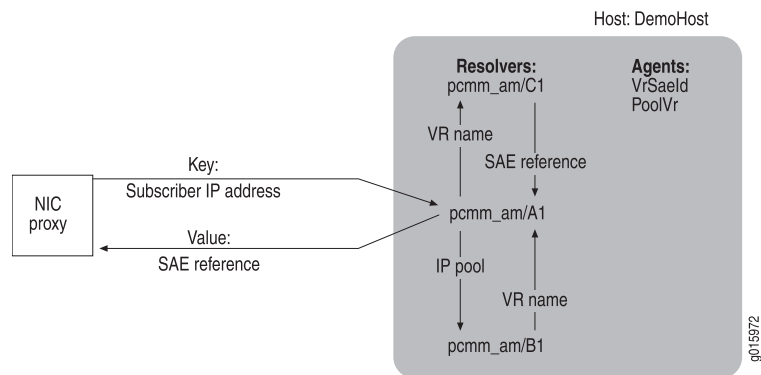 Host: DemoHost
Resolvers:
pcmm_am/C1
Agents:
VrSaeId
PoolVr
VR name
SAE reference
Key:
Subscriber IP address
NIC
proxy
pcmm_am/A1
Value:
SAE reference
IP pool
VR name
pcmm_am/B1
g015972